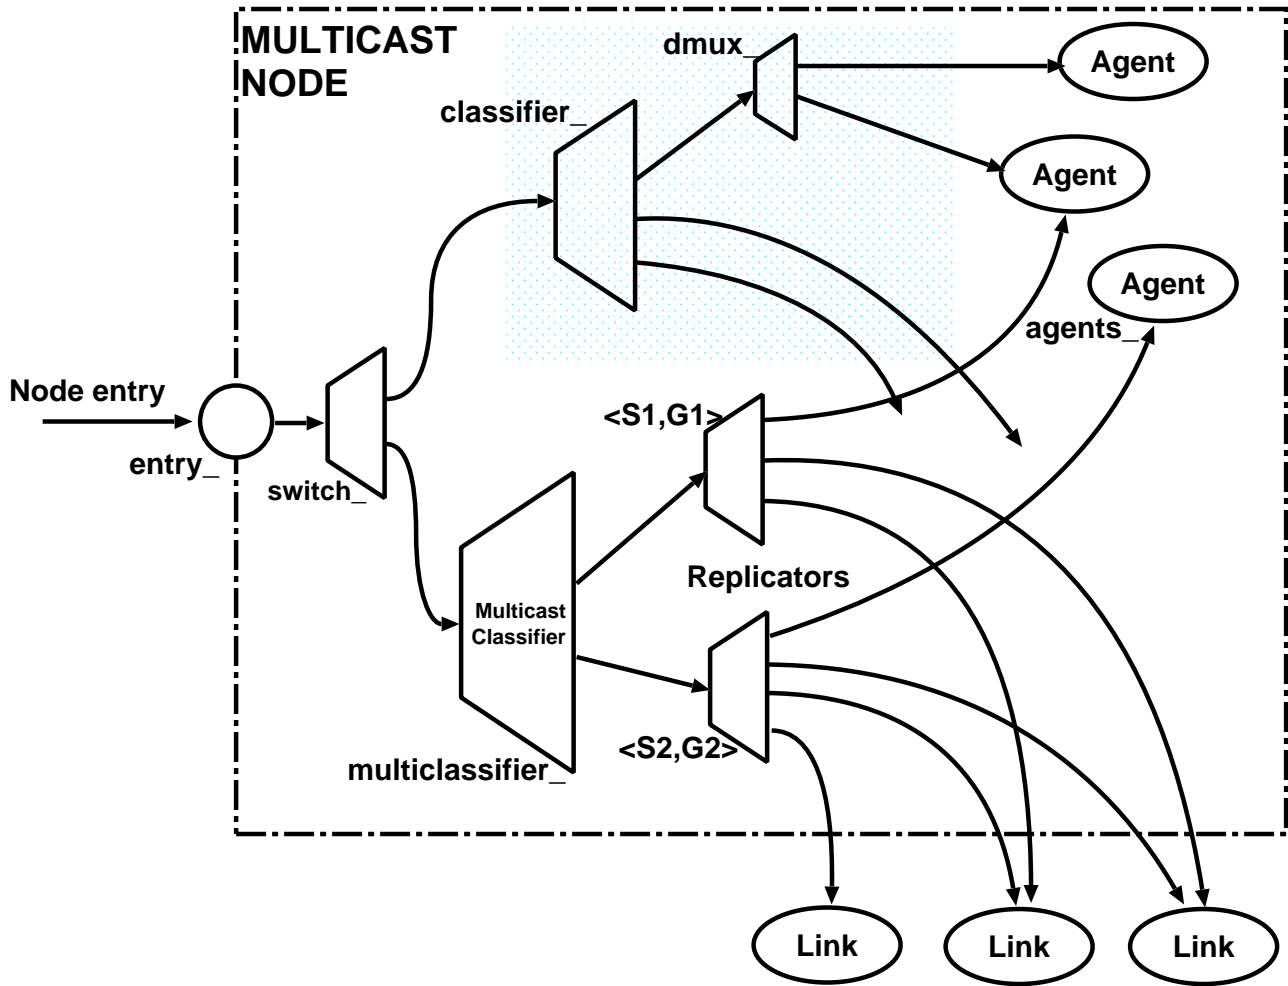 MULTICAST
NODE
dmux_
Agent
classifier_
Agent
Agent
agents_
Node entry
<S1,G1>
entry_
switch_
Replicators
Multicast
Classifier
<S2,G2>
multiclassifier_
Link
Link
Link